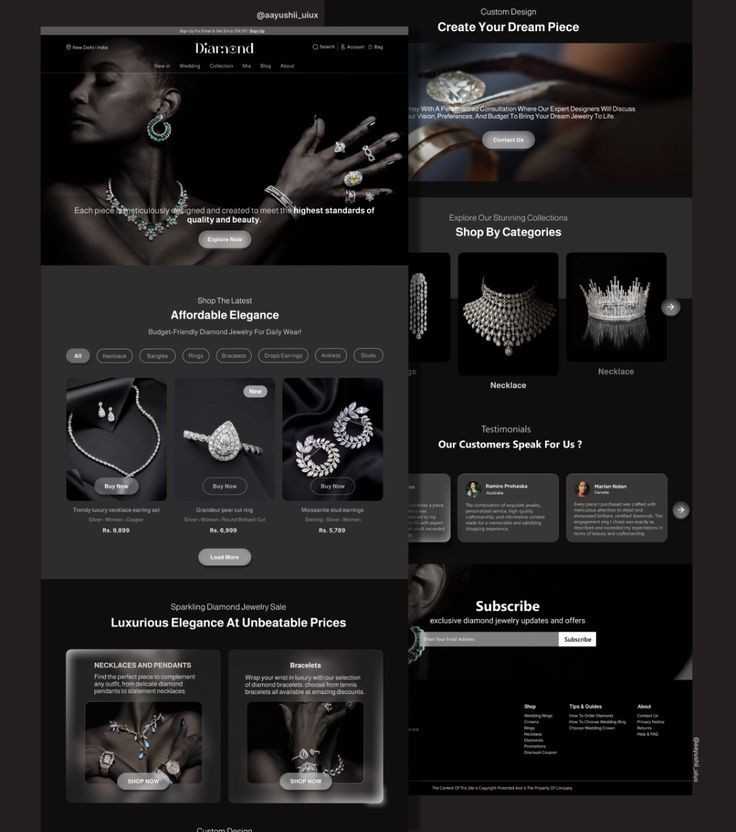 @aayushii_uiux
Sign Up For Email & Get Extra 25% Off! Sign Up
New Delhi | India
Diamond
Search
Account
Bag
New in
Wedding
Collection
Mia
Blog
About
Each piece is meticulously designed and created to meet the highest standards of
quality and beauty.
Explore Now
Shop The Latest
Affordable Elegance
Budget-Friendly Diamond Jewelry For Daily Wear!
All
Necklace
Bangles
Rings
Bracelets
Drops Earrings
Anklets
Studs
New
Buy Now
Buy Now
Buy Now
Trendy luxury necklace earring set
Silver - Women - Copper
Rs. 9,899
Grandeur pear cut ring
Silver - Women - Round Brilliant Cut
Rs. 6,999
Moissanite stud earrings
Sterling - Silver - Women
Rs. 5,789
Load More
Sparkling Diamond Jewelry Sale
Luxurious Elegance At Unbeatable Prices
NECKLACES AND PENDANTS
Find the perfect piece to complement
any outfit, from delicate diamond
pendants to statement necklaces.
SHOP NOW
Bracelets
Wrap your wrist in luxury with our selection
of diamond bracelets. choose from tennis
bracelets all available at amazing discounts.
SHOP NOW
Custom Design
Custom Design
Create Your Dream Piece
ney With A Personalized Consultation Where Our Expert Designers Will Discuss
our Vision, Preferences, And Budget To Bring Your Dream Jewelry To Life.
Contact Us
Explore Our Stunning Collections
Shop By Categories
gs
Necklace
Necklace
Testimonials
Our Customers Speak For Us ?
Ramiro Prohaska
Australia
The combination of exquisite jewelry,
personalized service, high-quality
craftsmanship, and informative content
made for a memorable and satisfying
shopping experience.
Marian Nolan
Canada
Every piece I purchased was crafted with
meticulous attention to detail and
showcased brilliant, certified diamonds. The
engagement ring I chose was exactly as
described and exceeded my expectations in
terms of beauty and craftsmanship.
Subscribe
exclusive diamond jewelry updates and offers
Enter Your Email Address
Subscribe
Shop
Wedding Rings
Crowns
Rings
Necklace
Diamonds
Promotions
Discount Coupon
Tips & Guides
How To Order Diamond
How To Choose Wedding Ring
Choose Wedding Crown
About
Contact Us
Privacy Notice
Returns
Help & FAQ
@aayushii_uiux
The Content Of This Site Is Copyright-Protected And Is The Property Of Company.